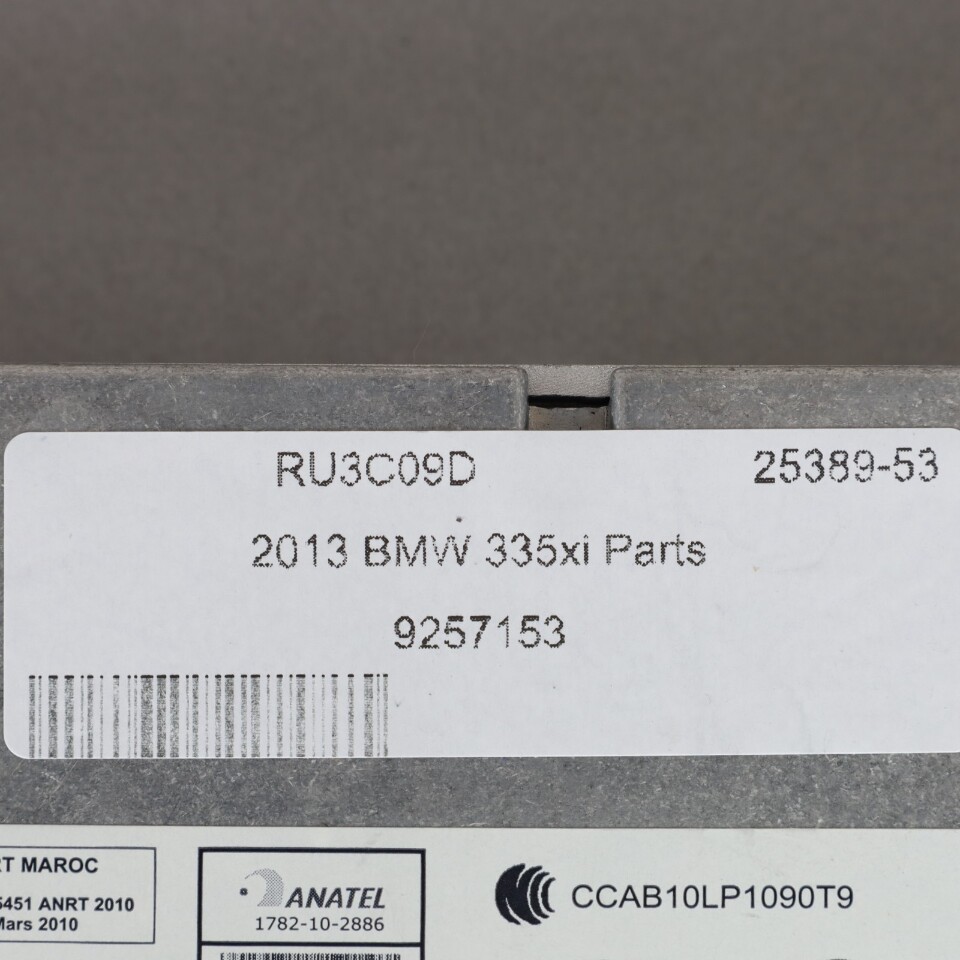 RU3C09D 25389-53
2013 BMW 335xi Parts
9257153
RT MAROC
5451 ANRT 2010
Mars 2010
ANATEL
1782-10-2886
CCAB10LP1090T9